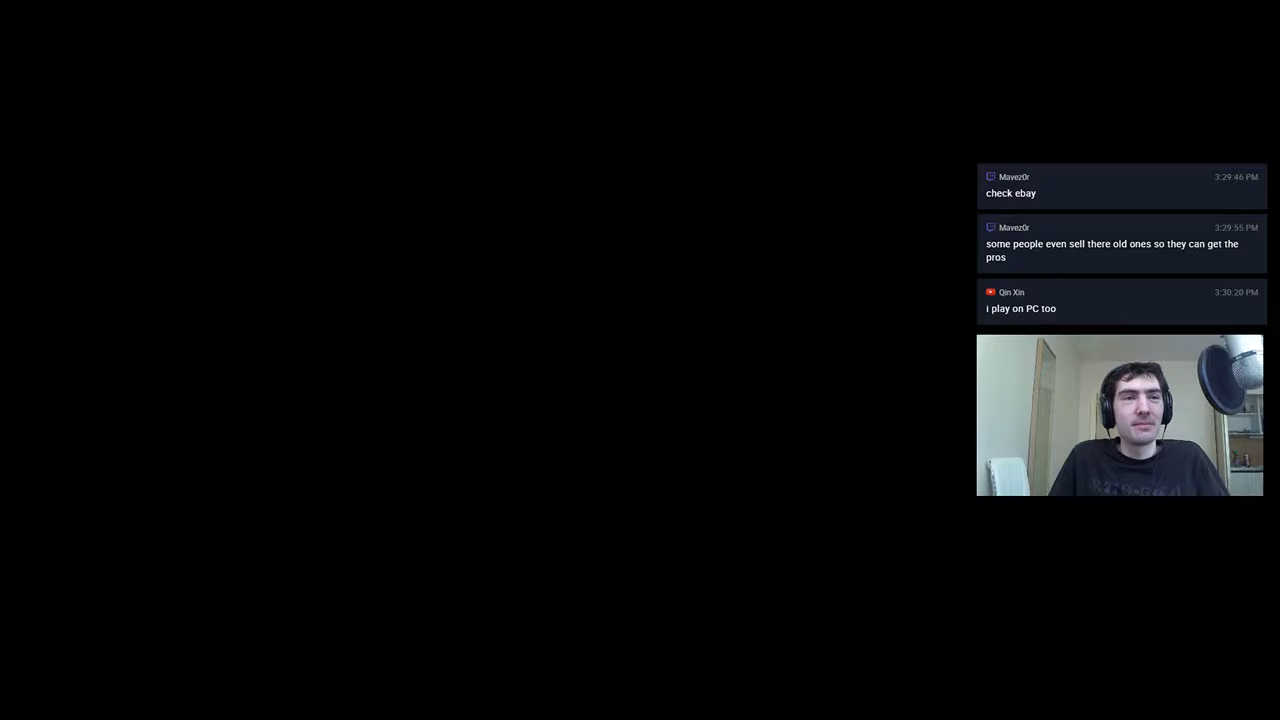 Mavez0r 3:29:46 PM
check ebay
Mavez0r 3:29:55 PM
some people even sell there old ones so they can get the
pros
Qin Xin 3:30:20 PM
i play on PC too